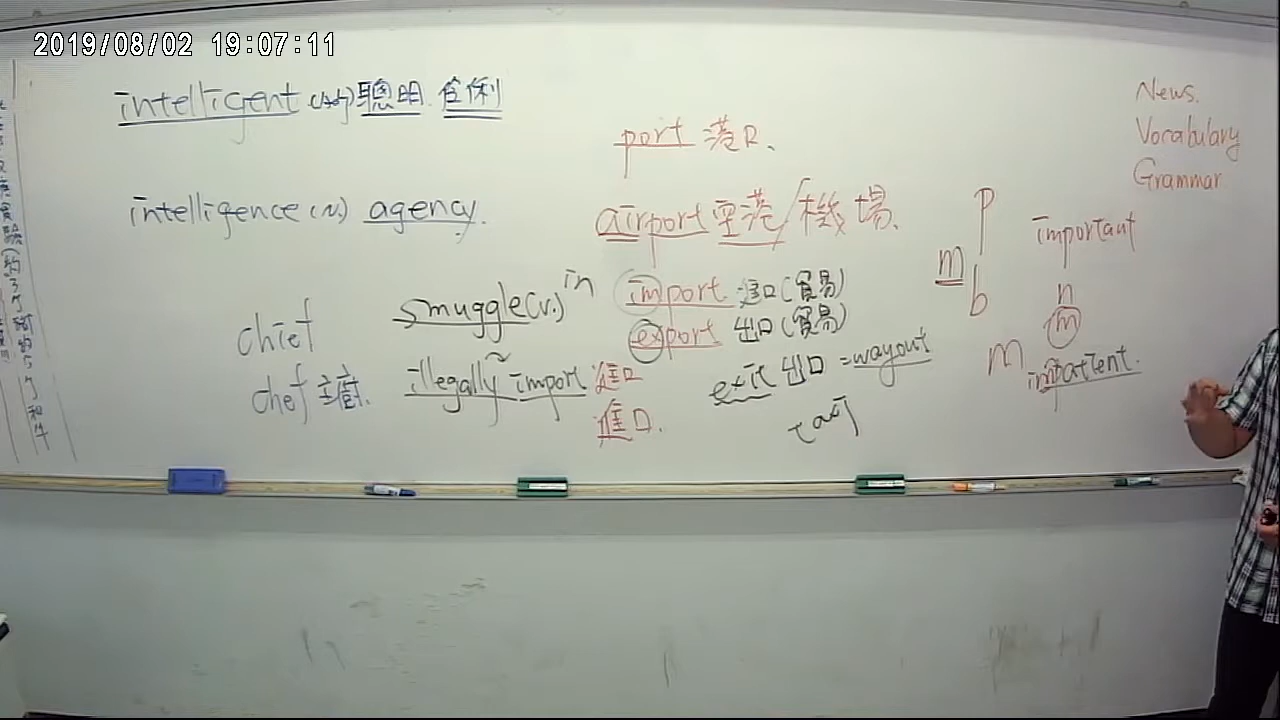 2019/08/02 19:07:11
intelligent (adj) 聰明. 伶俐
intelligence (n.) agency.
chief
chef 主廚.
smuggle (v.)
illegally import 進口
進口.
port 港口、
airport 空港/機場.
in
import 進口(貿易)
export 出口(貿易)
exit 出口 = wayout
p
m
b
News.
Vocabulary
Grammar
important
n
m
m
impatient.